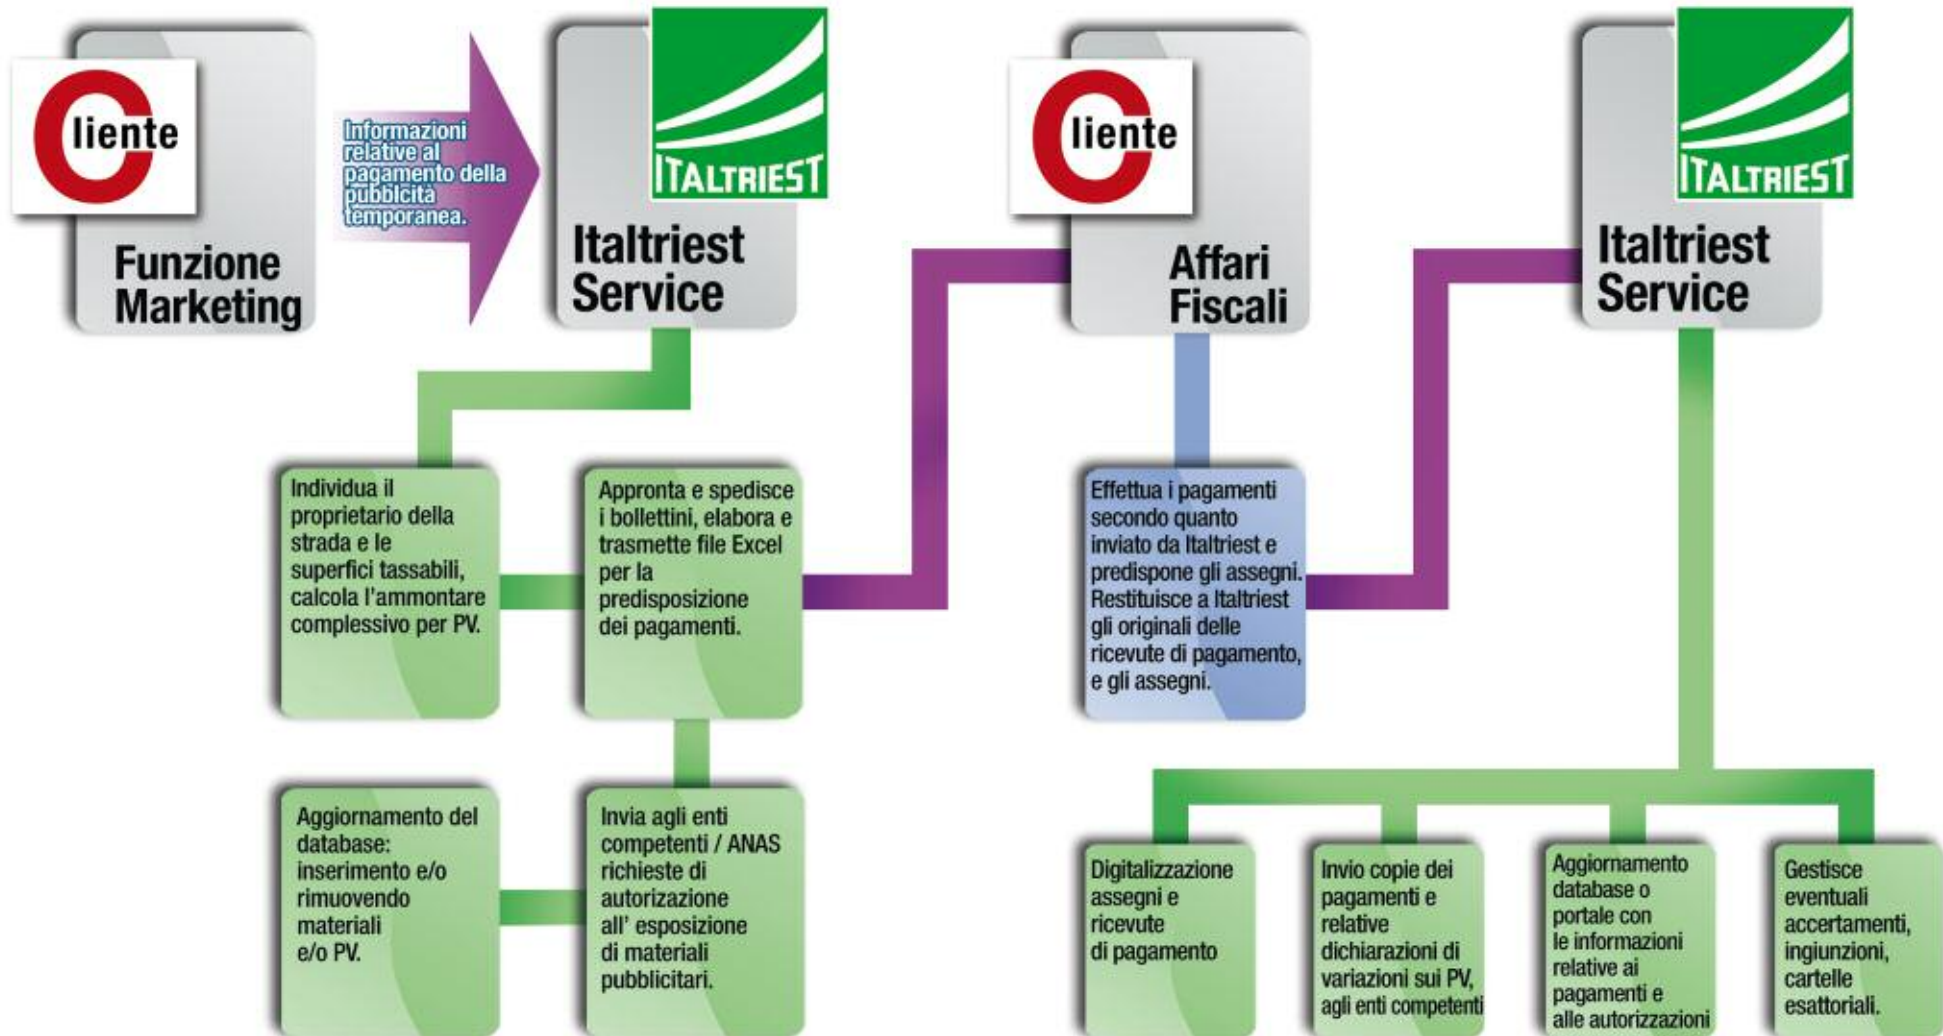 Cliente
Funzione
Marketing
Informazioni
relative al
pagamento della
pubblcità
temporanea.
ITALTRIEST
Italtriest
Service
Cliente
Affari
Fiscali
ITALTRIEST
Italtriest
Service
Individua il
proprietario della
strada e le
superfici tassabili,
calcola l'ammontare
complessivo per PV.
Appronta e spedisce
i bollettini, elabora e
trasmette file Excel
per la
predisposizione
dei pagamenti.
Effettua i pagamenti
secondo quanto
inviato da Italtriest e
predispone gli assegni.
Restituisce a Italtriest
gli originali delle
ricevute di pagamento,
e gli assegni.
Aggiornamento del
database:
inserimento e/o
rimuovendo
materiali
e/o PV.
Invia agli enti
competenti / ANAS
richieste di
autorizazione
all' esposizione
di materiali
pubblicitari.
Digitalizzazione
assegni e
ricevute
di pagamento
Invio copie dei
pagamenti e
relative
dichiarazioni di
variazioni sui PV,
agli enti competenti
Aggiornamento
database o
portale con
le informazioni
relative ai
pagamenti e
alle autorizzazioni
Gestisce
eventuali
accertamenti,
ingiunzioni,
cartelle
esattoriali.